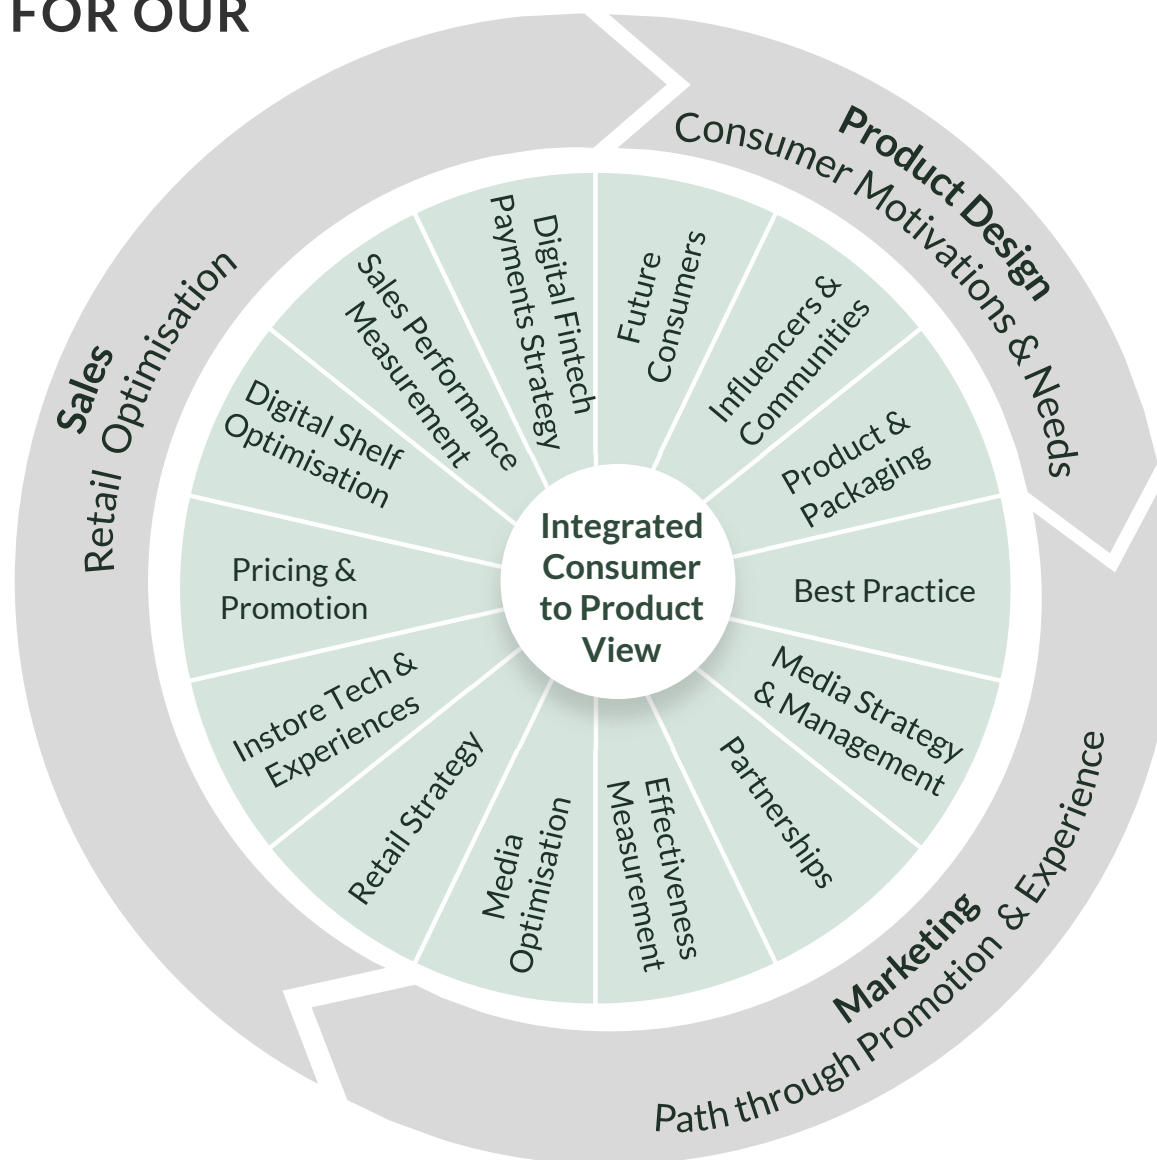 FOR OUR
Product Design
Consumer Motivations & Needs
Marketing
Path through Promotion & Experience
Sales
Retail Optimisation
Future
Consumers
Influencers &
Communities
Product &
Packaging
Best Practice
Media Strategy
& Management
Partnerships
Effectiveness
Measurement
Media
Optimisation
Retail Strategy
Instore Tech &
Experiences
Pricing &
Promotion
Digital Shelf
Optimisation
Sales Performance
Measurement
Digital Fintech
Payments Strategy
Integrated
Consumer
to Product
View